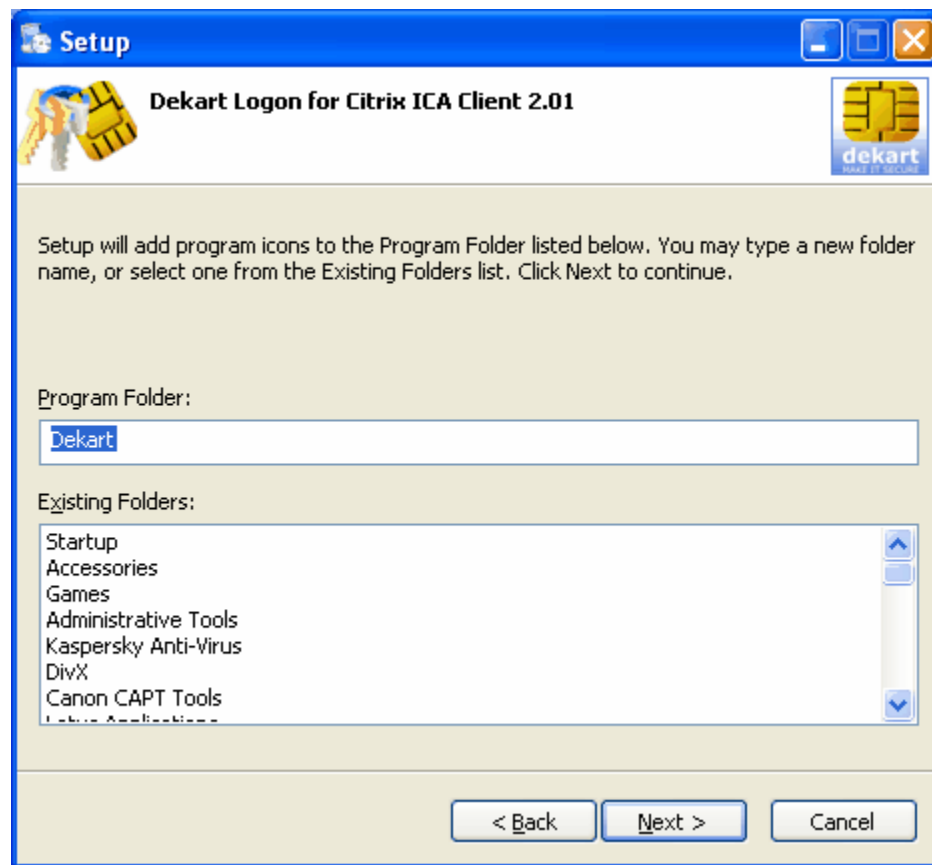 Setup
Dekart Logon for Citrix ICA Client 2.01
dekart
MAKE IT SECURE
Setup will add program icons to the Program Folder listed below. You may type a new folder
name, or select one from the Existing Folders list. Click Next to continue.
Program Folder:
Dekart
Existing Folders:
Startup
Accessories
Games
Administrative Tools
Kaspersky Anti-Virus
DivX
Canon CAPT Tools
Lotus Applications
< Back
Next >
Cancel